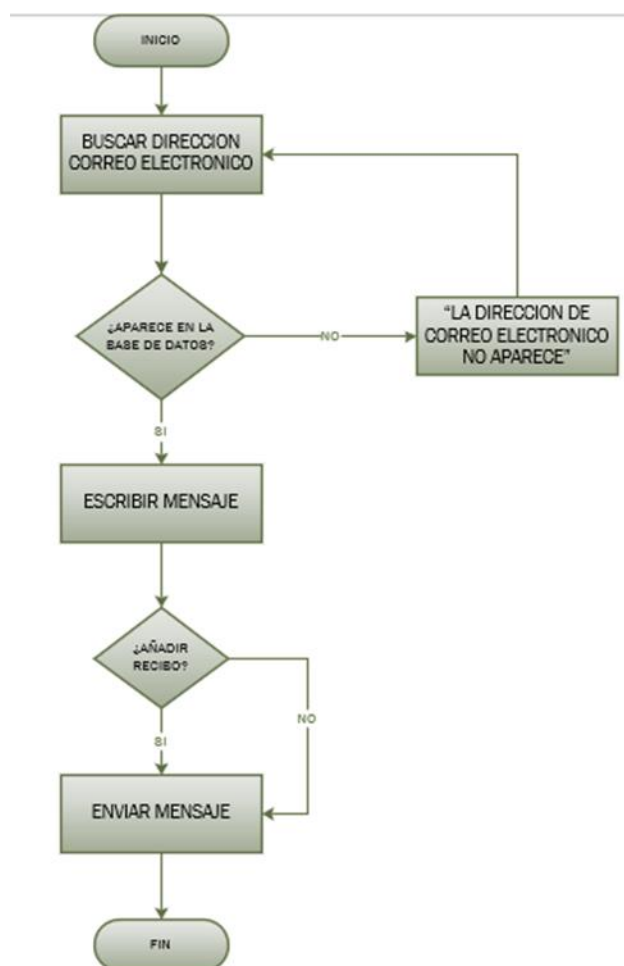 INICIO
BUSCAR DIRECCION
CORREO ELECTRONICO
¿APARECE EN LA
BASE DE DATOS?
NO
"LA DIRECCION DE
CORREO ELECTRONICO
NO APARECE"
SI
ESCRIBIR MENSAJE
¿AÑADIR
RECIBO?
NO
SI
ENVIAR MENSAJE
FIN